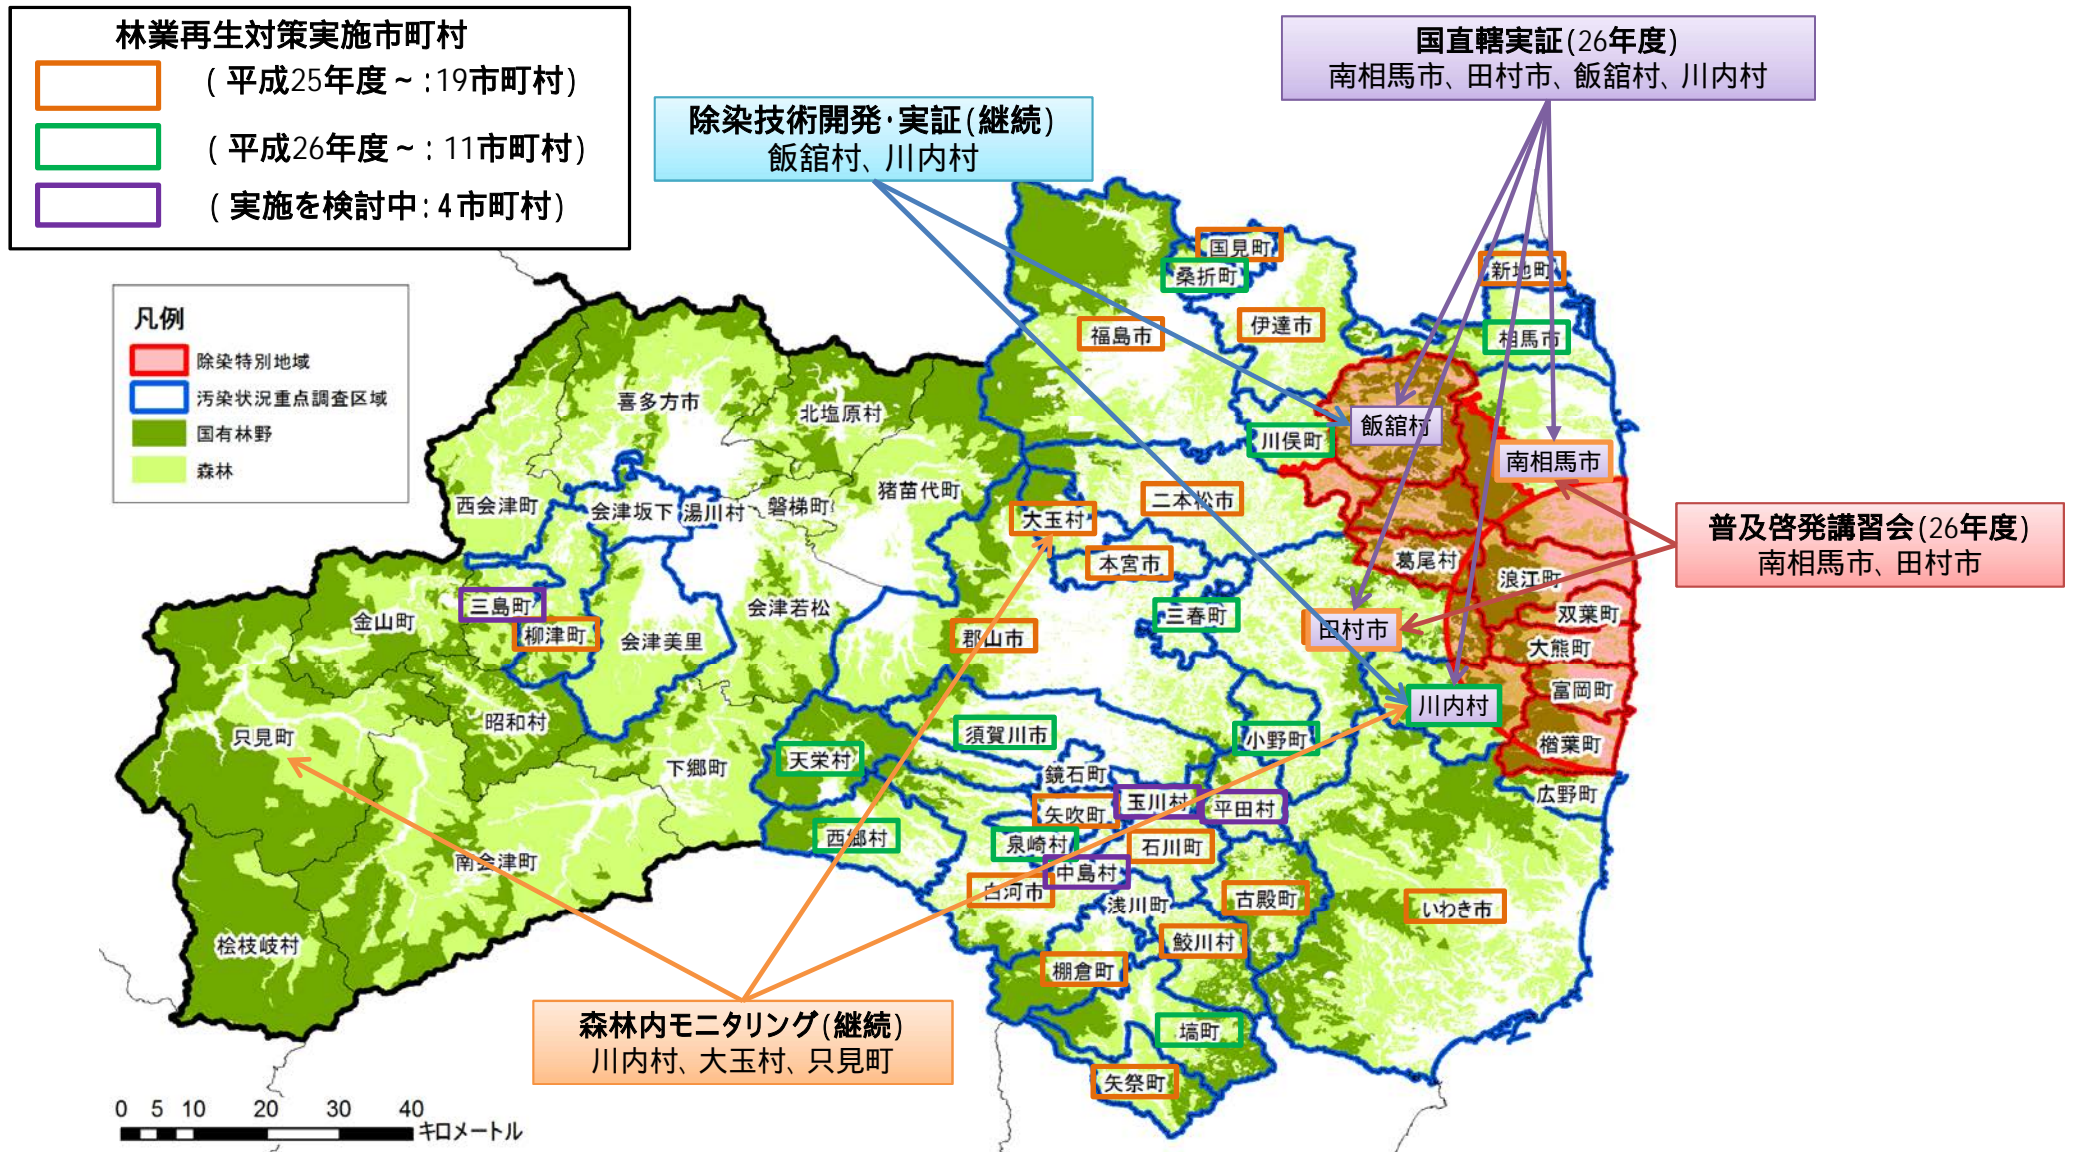 林業再生対策実施市町村
(平成25年度~:19市町村)
(平成26年度~:11市町村)
(実施を検討中:4市町村)
国直轄実証(26年度)
南相馬市、田村市、飯舘村、川内村
除染技術開発・実証(継続)
飯舘村、川内村
凡例
除染特別地域
汚染状況重点調査区域
国有林野
森林
国見町
桑折町
新地町
福島市
伊達市
相馬市
喜多方市
北塩原村
飯舘村
川俣町
南相馬市
西会津町
会津坂下
湯川村
磐梯町
猪苗代町
大玉村
二本松市
普及啓発講習会(26年度)
南相馬市、田村市
本宮市
葛尾村
浪江町
三島町
金山町
柳津町
会津美里
会津若松
郡山市
三春町
田村市
双葉町
大熊町
富岡町
川内村
只見町
昭和村
下郷町
天栄村
須賀川市
小野町
楢葉町
鏡石町
広野町
玉川村
平田村
矢吹町
西郷村
泉崎村
石川町
南会津町
中島村
白河市
浅川町
古殿町
いわき市
桧枝岐村
鮫川村
棚倉町
森林内モニタリング(継続)
川内村、大玉村、只見町
塙町
矢祭町
0 5 10 20 30 40
キロメートル